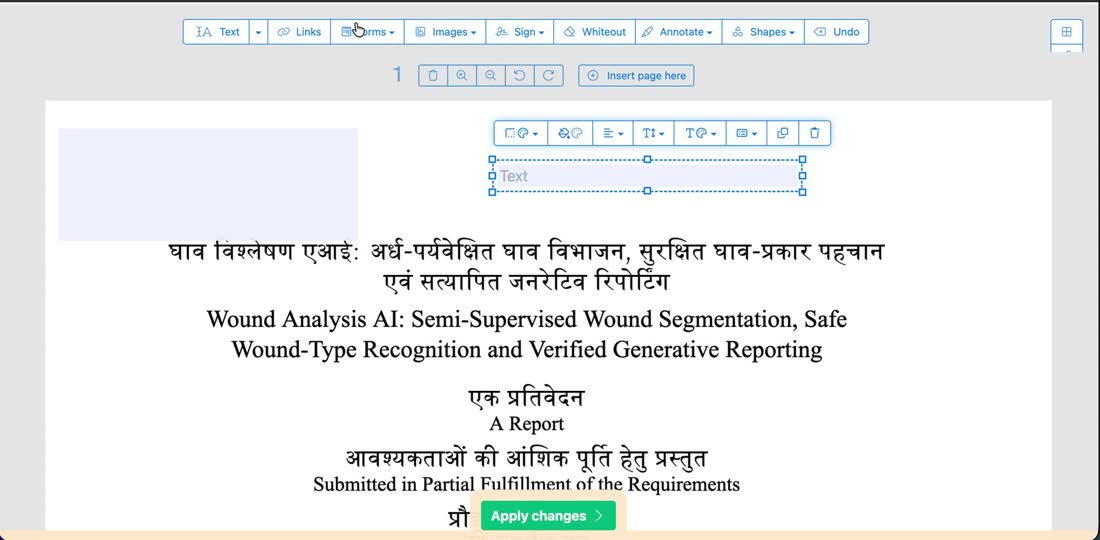 Text
Links
Forms
Images
Sign
Whiteout
Annotate
Shapes
Undo
1
Insert page here
Text
घाव विश्लेषण एआई: अर्ध-पर्यवेक्षित घाव विभाजन, सुरक्षित घाव-प्रकार पहचान
एवं सत्यापित जनरेटिव रिपोर्टिंग
Wound Analysis AI: Semi-Supervised Wound Segmentation, Safe
Wound-Type Recognition and Verified Generative Reporting
एक प्रतिवेदन
A Report
आवश्यकताओं की आंशिक पूर्ति हेतु प्रस्तुत
Submitted in Partial Fulfillment of the Requirements
Apply changes